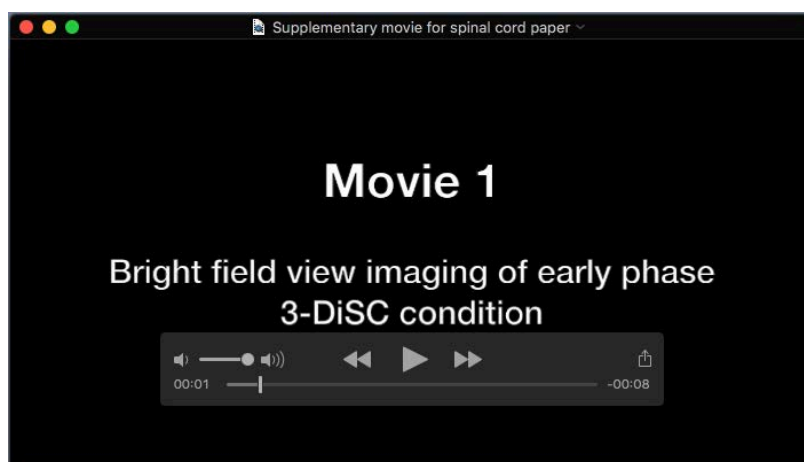 Supplementary movie for spinal cord paper
Movie 1
Bright field view imaging of early phase
3-DiSC condition
00:01
-00:08